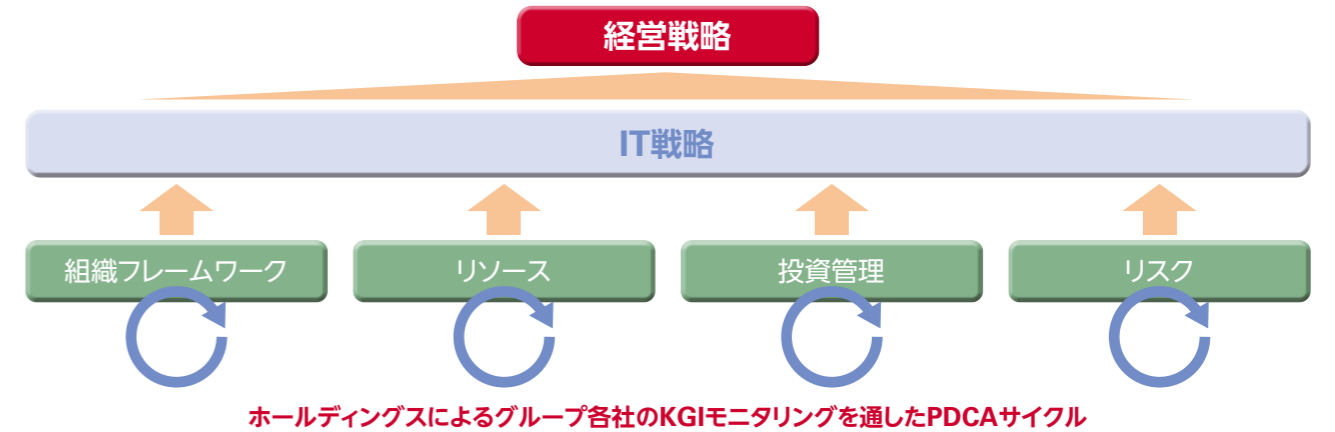 経営戦略
IT戦略
組織フレームワーク
リソース
投資管理
リスク
ホールディングスによるグループ各社のKGIモニタリングを通したPDCAサイクル